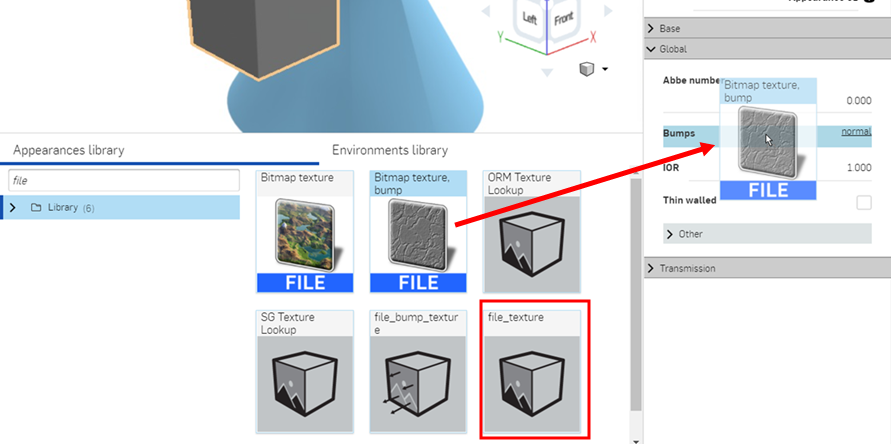 Left
Front
Y
X
Base
Global
Abbe number
Bitmap texture,
bump
0.000
Bumps
normal
FILE
IOR
1.000
Thin walled
Other
Transmission
Appearances library
Environments library
file
Library (6)
Bitmap texture
FILE
Bitmap texture,
bump
FILE
ORM Texture
Lookup
SG Texture
Lookup
file_bump_textur
e
file_texture